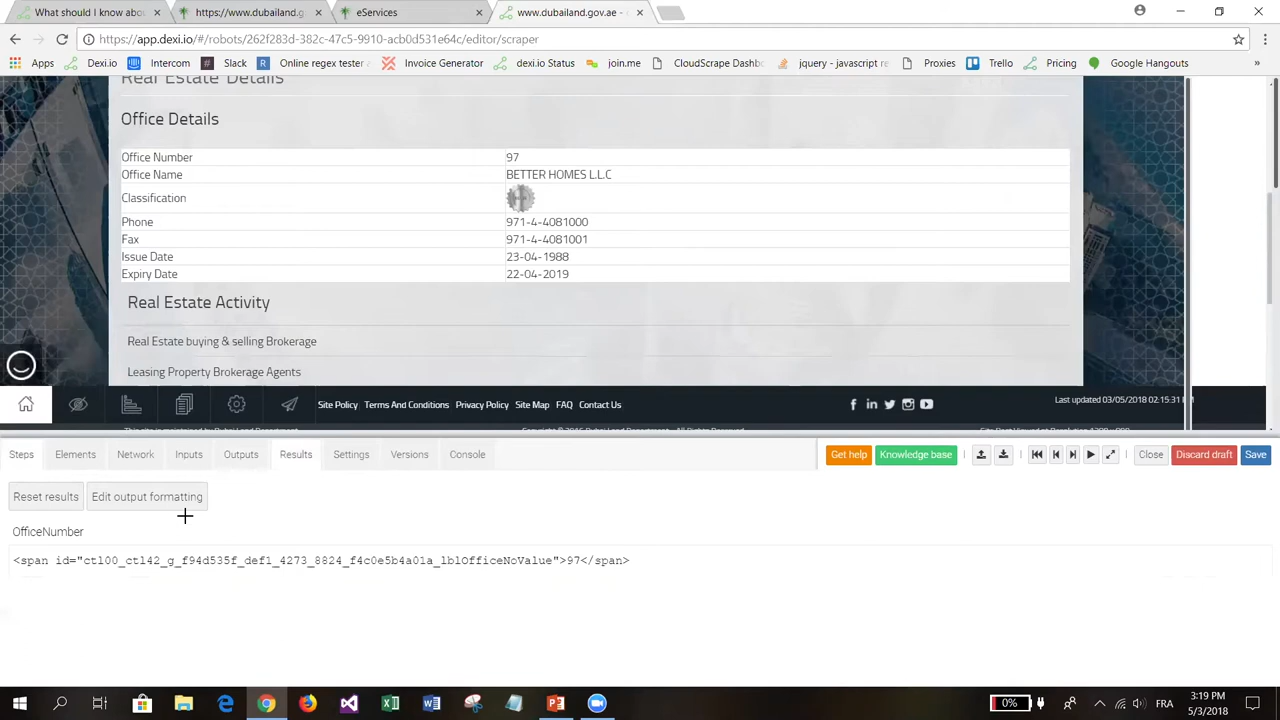 What should I know abou
https://www.dubailand.g
eServices
www.dubailand.gov.ae -
https://app.dexi.io/#/robots/262f283d-382c-47c5-9910-acb0d531e64c/editor/scraper
Apps Dexi.io Intercom Slack Online regex tester Invoice Generator dexi.io Status join.me CloudScrape Dashb jquery - javascript re Proxies Trello Pricing Google Hangouts »
Real Estate Details
Office Details
Office Number 97
Office Name BETTER HOMES L.L.C
Classification
Phone 971-4-4081000
Fax 971-4-4081001
Issue Date 23-04-1988
Expiry Date 22-04-2019
Real Estate Activity
Real Estate buying & selling Brokerage
Leasing Property Brokerage Agents
Site Policy Terms And Conditions Privacy Policy Site Map FAQ Contact Us Last updated 03/05/2018 02:15:31
Steps Elements Network Inputs Outputs Results Settings Versions Console Get help Knowledge base Close Discard draft Save
Reset results Edit output formatting
OfficeNumber
<span id="ctl00_ctl42_g_f94d535f_def1_4273_8824_f4c0e5b4a01a_lblOfficeNoValue">97</span>
0% FRA 3:19 PM
5/3/2018